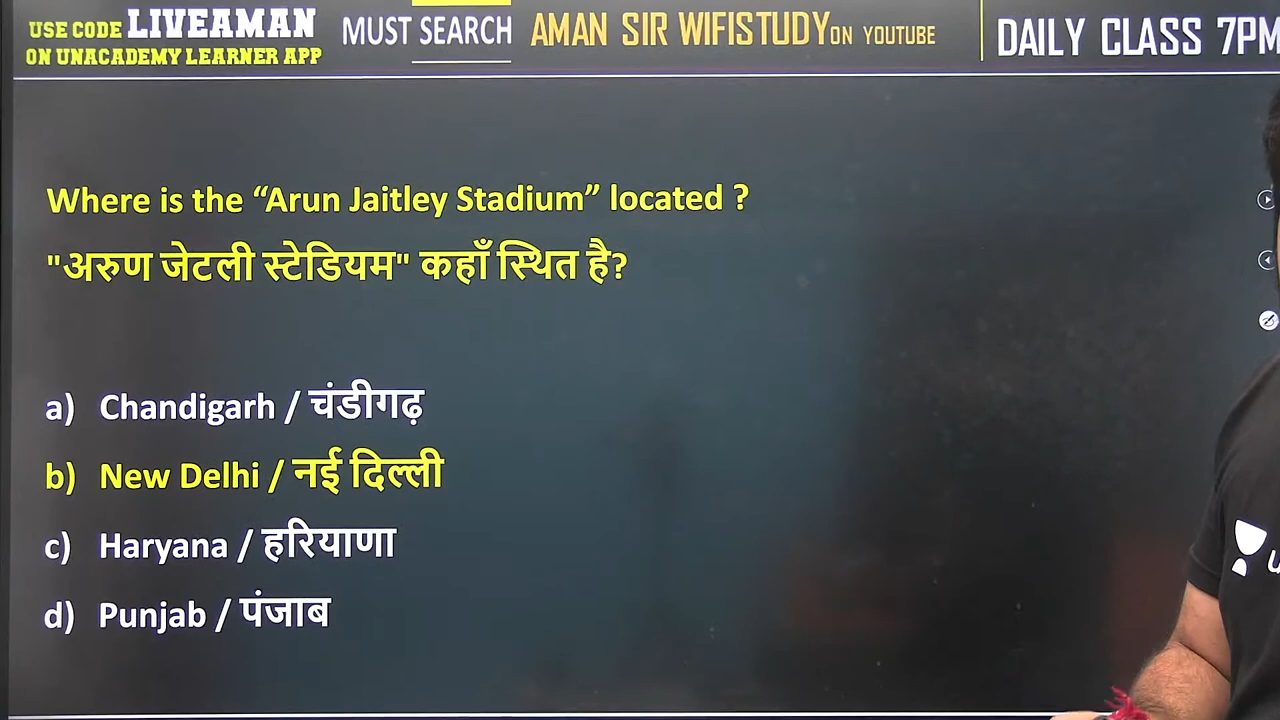 USE CODE LIVEAMAN
ON UNACADEMY LEARNER APP
MUST SEARCH
AMAN SIR WIFISTUDY ON YOUTUBE
DAILY CLASS 7PM
Where is the “Arun Jaitley Stadium” located ?
"अरुण जेटली स्टेडियम" कहाँ स्थित है?
a) Chandigarh / चंडीगढ़
b) New Delhi / नई दिल्ली
c) Haryana / हरियाणा
d) Punjab / पंजाब